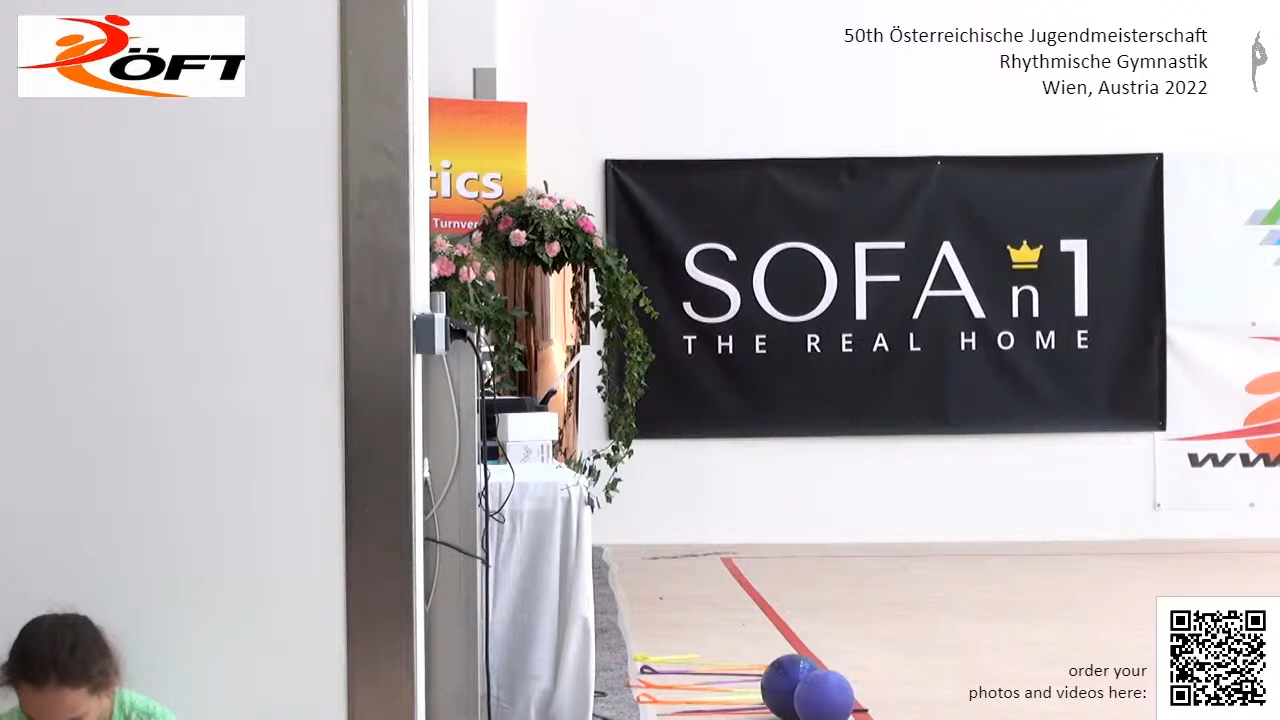 ÖFT
50th Österreichische Jugendmeisterschaft
Rhythmische Gymnastik
Wien, Austria 2022
tics
Turnver
SOFA n 1
THE REAL HOME
www
order your
photos and videos here: